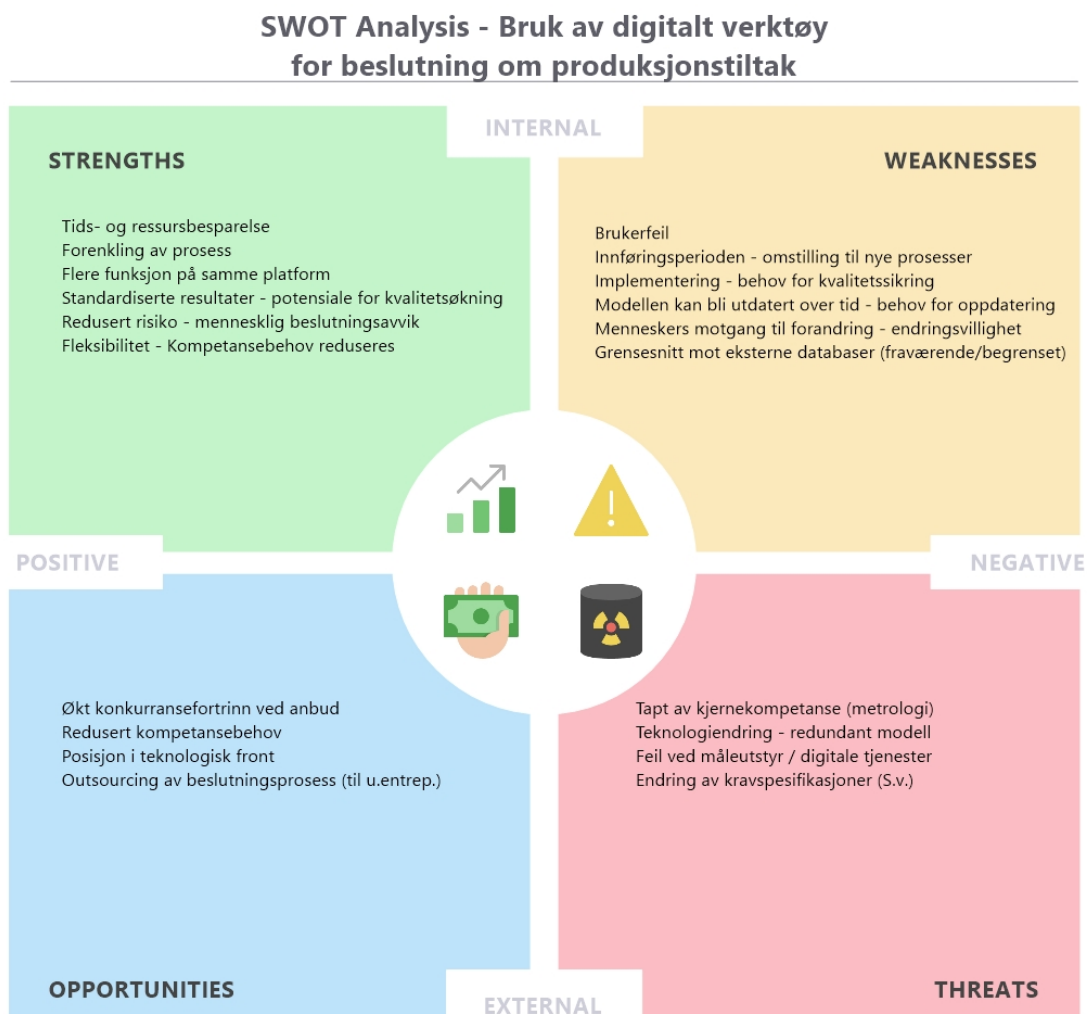 SWOT Analysis - Bruk av digitalt verktøy
for beslutning om produksjonstiltak
INTERNAL
STRENGTHS
Tids- og ressursbesparelse
Forenkling av prosess
Flere funksjon på samme platform
Standardiserte resultater - potensiale for kvalitetsøkning
Redusert risiko - mennesklig beslutningsavvik
Fleksibilitet - Kompetansebehov reduseres
WEAKNESSES
Brukerfeil
Innføringsperioden - omstilling til nye prosesser
Implementering - behov for kvalitetssikring
Modellen kan bli utdatert over tid - behov for oppdatering
Menneskers motgang til forandring - endringsvillighet
Grensesnitt mot eksterne databaser (fraværende/begrenset)
POSITIVE
NEGATIVE
Økt konkurransefortrinn ved anbud
Redusert kompetansebehov
Posisjon i teknologisk front
Outsourcing av beslutningsprosess (til u.entrep.)
OPPORTUNITIES
Tapt av kjernekompetanse (metrologi)
Teknologiendring - redundant modell
Feil ved måleutstyr / digitale tjenester
Endring av kravspesifikasjoner (S.v.)
THREATS
EXTERNAL